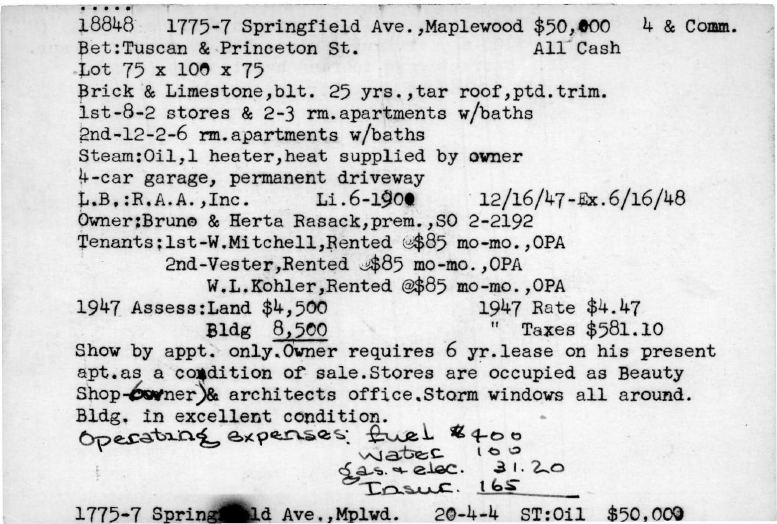 18848 1775-7 Springfield Ave.,Maplewood $50,000 4 & Comm.
Bet:Tuscan & Princeton St. All Cash
Lot 75 x 100 x 75
Brick & Limestone,blt. 25 yrs.,tar roof,ptd.trim.
1st-8-2 stores & 2-3 rm.apartments w/baths
2nd-12-2-6 rm.apartments w/baths
Steam:Oil,1 heater,heat supplied by owner
4-car garage, permanent driveway
L.B.:R.A.A.,Inc. Li.6-1900 12/16/47-Ex.6/16/48
Owner:Bruno & Herta Rasack,prem.,SO 2-2192
Tenants:1st-W.Mitchell,Rented @$85 mo-mo.,OPA
2nd-Vester,Rented @$85 mo-mo.,OPA
W.L.Kohler,Rented @$85 mo-mo.,OPA
1947 Assess:Land $4,500 1947 Rate $4.47
Bldg 8,500 " Taxes $581.10
Show by appt. only.Owner requires 6 yr.lease on his present
apt.as a condition of sale.Stores are occupied as Beauty
Shop-(owner)& architects office.Storm windows all around.
Bldg. in excellent condition.
Operating expenses: fuel $400
water 100
gas. & elec. 31.20
Insur. 165
1775-7 Springfield Ave.,Mplwd. 20-4-4 ST:Oil $50,000